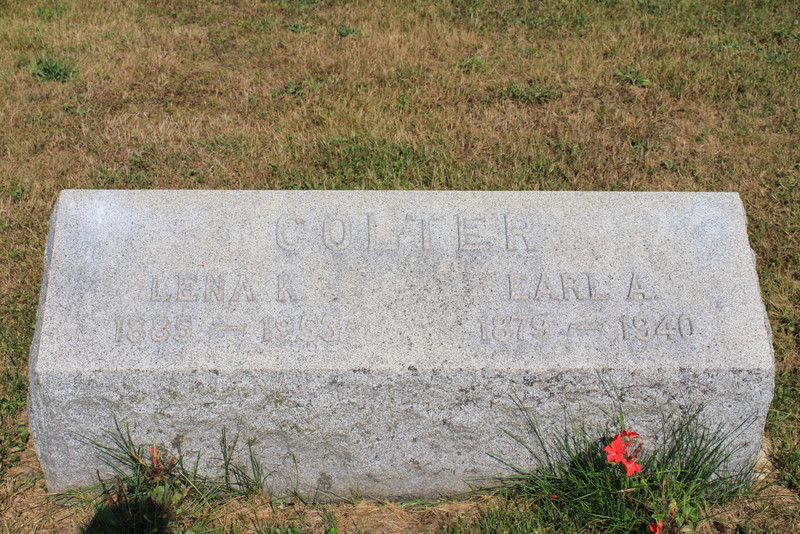 COLTER
LENA K EARL A.
1885 — 1953 1879 — 1940